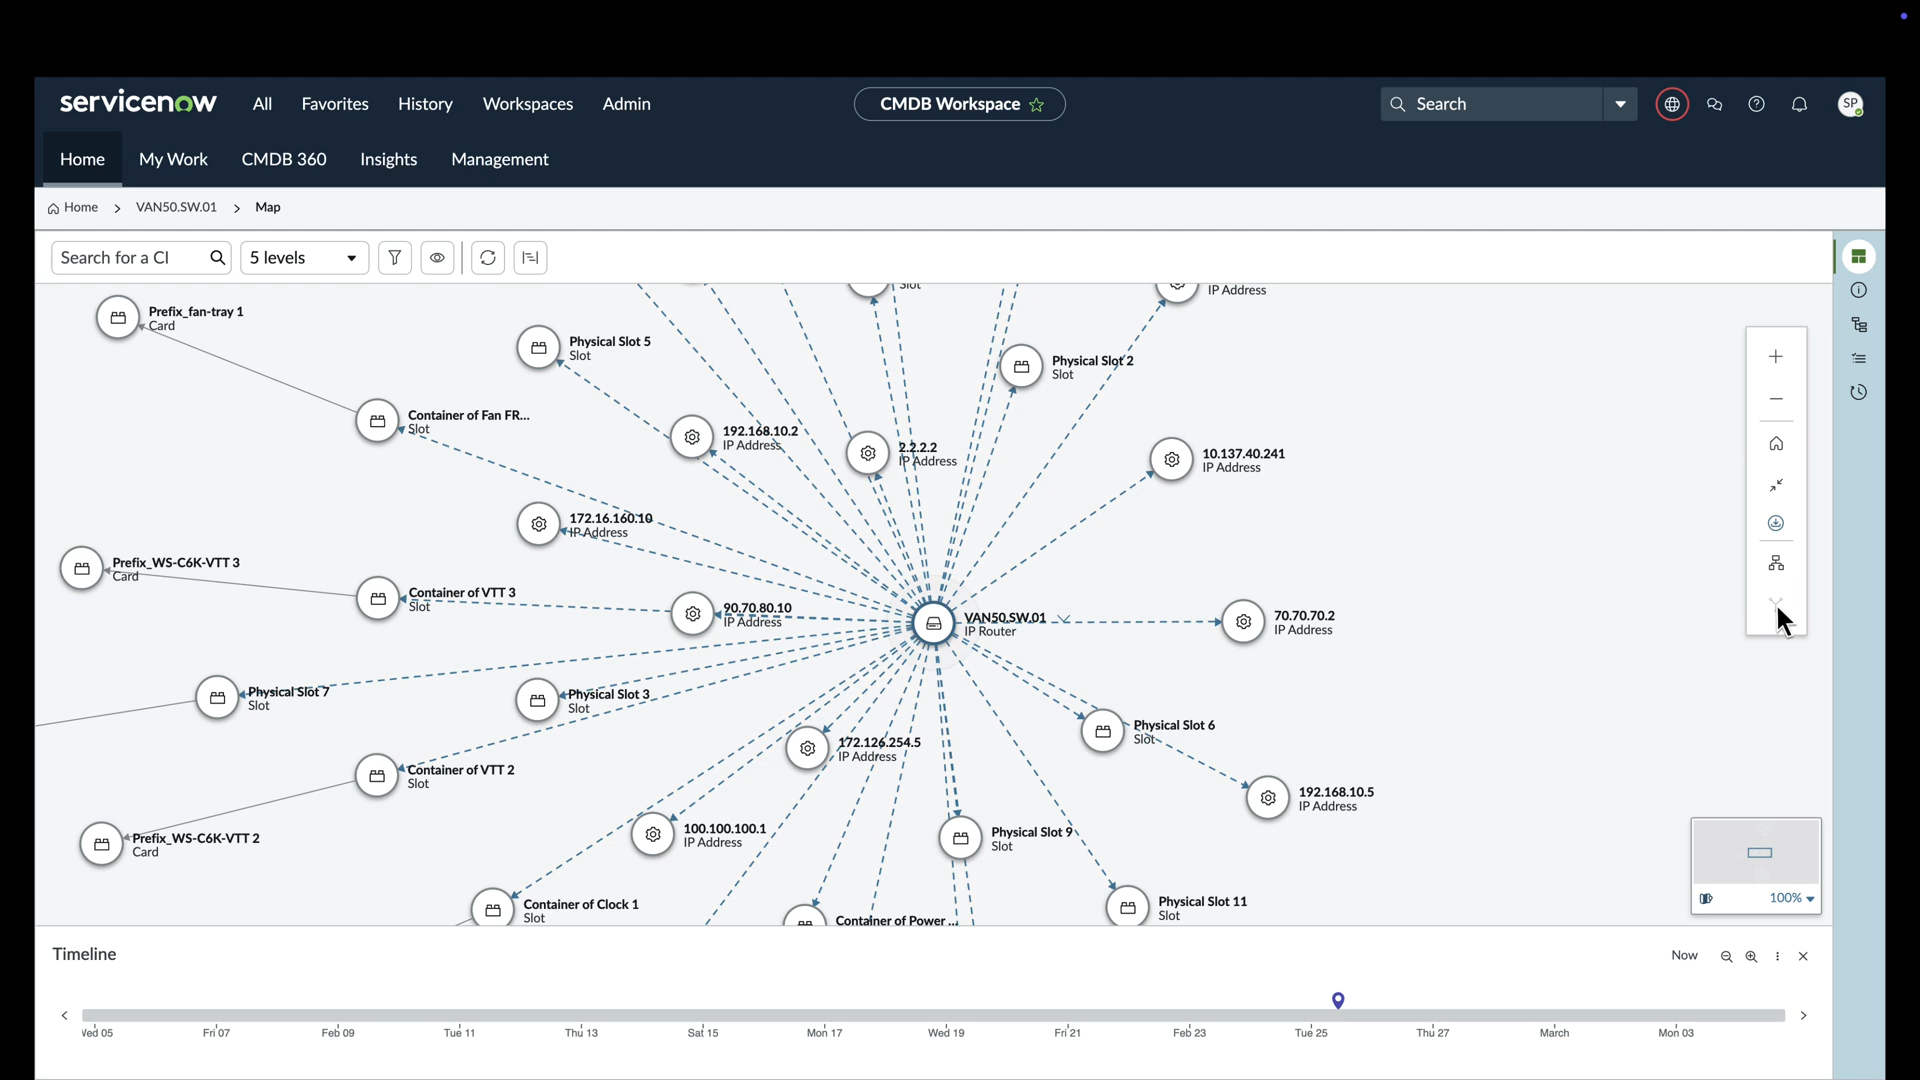 servicenow
All
Favorites
History
Workspaces
Admin
CMDB Workspace
Search
SP
Home
My Work
CMDB 360
Insights
Management
Home
VAN50.SW.01
Map
Search for a CI
5 levels
Slot
IP Address
Prefix_fan-tray 1
Card
Physical Slot 5
Slot
Physical Slot 2
Slot
Container of Fan FR...
Slot
192.168.10.2
IP Address
2.2.2.2
IP Address
10.137.40.241
IP Address
172.16.160.10
IP Address
Prefix_WS-C6K-VTT 3
Card
Container of VTT 3
Slot
90.70.80.10
IP Address
VAN50.SW.01
IP Router
70.70.70.2
IP Address
Physical Slot 7
Slot
Physical Slot 3
Slot
Physical Slot 6
Slot
172.126.254.5
IP Address
Container of VTT 2
Slot
192.168.10.5
IP Address
Prefix_WS-C6K-VTT 2
Card
100.100.100.1
IP Address
Physical Slot 9
Slot
Container of Clock 1
Slot
Container of Power ...
Physical Slot 11
Slot
100%
Timeline
Now
Wed 05
Fri 07
Feb 09
Tue 11
Thu 13
Sat 15
Mon 17
Wed 19
Fri 21
Feb 23
Tue 25
Thu 27
March
Mon 03